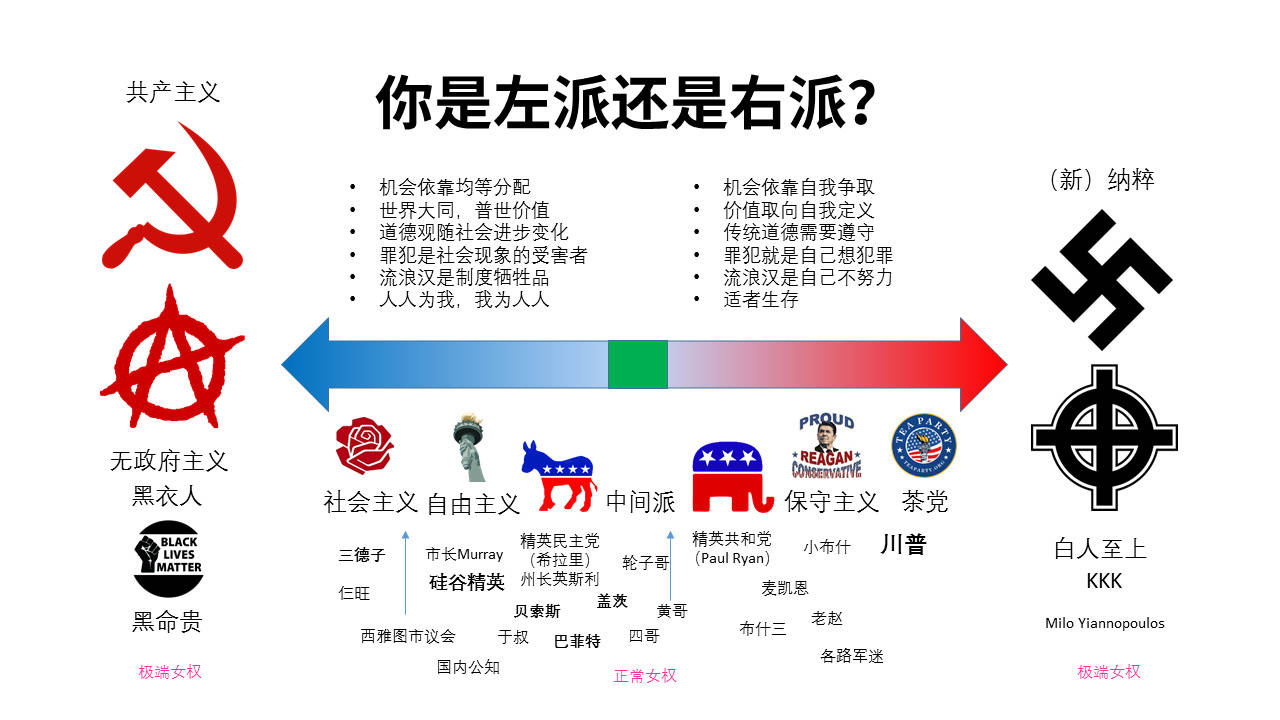 你是左派还是右派?
共产主义
无政府主义
黑衣人
BLACK
LIVES
MATTER
黑命贵
极端女权
• 机会依靠均等分配
• 世界大同，普世价值
• 道德观随社会进步变化
• 罪犯是社会现象的受害者
• 流浪汉是制度牺牲品
• 人人为我，我为人人
• 机会依靠自我争取
• 价值取向自我定义
• 传统道德需要遵守
• 罪犯就是自己想犯罪
• 流浪汉是自己不努力
• 适者生存
PROUD
REAGAN
CONSERVATIVE
TEA PARTY
TEAPARTY.ORG
社会主义
自由主义
中间派
保守主义
茶党
三德子
仨旺
市长Murray
硅谷精英
精英民主党
（希拉里）
州长英斯利
轮子哥
精英共和党
（Paul Ryan）
小布什
川普
麦凯恩
贝索斯
盖茨
黄哥
老赵
布什三
西雅图市议会
于叔
巴菲特
四哥
各路军迷
国内公知
正常女权
（新）纳粹
白人至上
KKK
Milo Yiannopoulos
极端女权